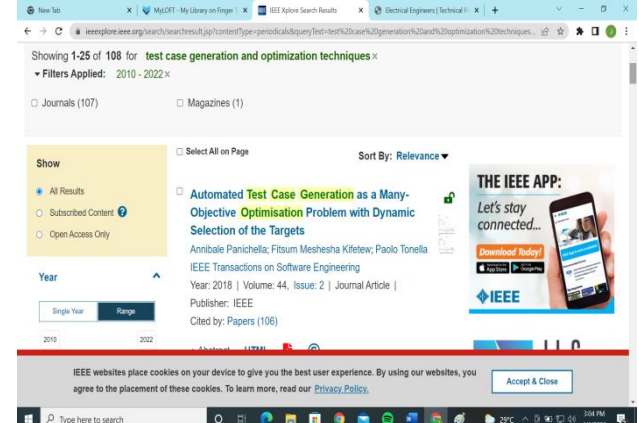 New Tab
MyLOFT - My Library on Finger T
IEEE Xplore Search Results
Electrical Engineers | Technical
ieeexplore.ieee.org/search/searchresult.jsp?contentType=periodicals&queryText=test%20case%20generation%20and%20optimization%20techniques...
Showing 1-25 of 108 for test case generation and optimization techniques ×
Filters Applied: 2010 - 2022 ×
Journals (107)
Magazines (1)
Show
All Results
Subscribed Content
Open Access Only
Year
Single Year
Range
2010
2022
Select All on Page
Sort By: Relevance
Automated Test Case Generation as a Many-
Objective Optimisation Problem with Dynamic
Selection of the Targets
Annibale Panichella; Fitsum Meshesha Kifetew; Paolo Tonella
IEEE Transactions on Software Engineering
Year: 2018 | Volume: 44, Issue: 2 | Journal Article |
Publisher: IEEE
Cited by: Papers (106)
Abstract HTML
THE IEEE APP:
Let's stay
connected...
Download Today!
App Store
Google Play
IEEE
IEEE websites place cookies on your device to give you the best user experience. By using our websites, you
agree to the placement of these cookies. To learn more, read our Privacy Policy.
Accept & Close
Type here to search
29°C
3:04 PM